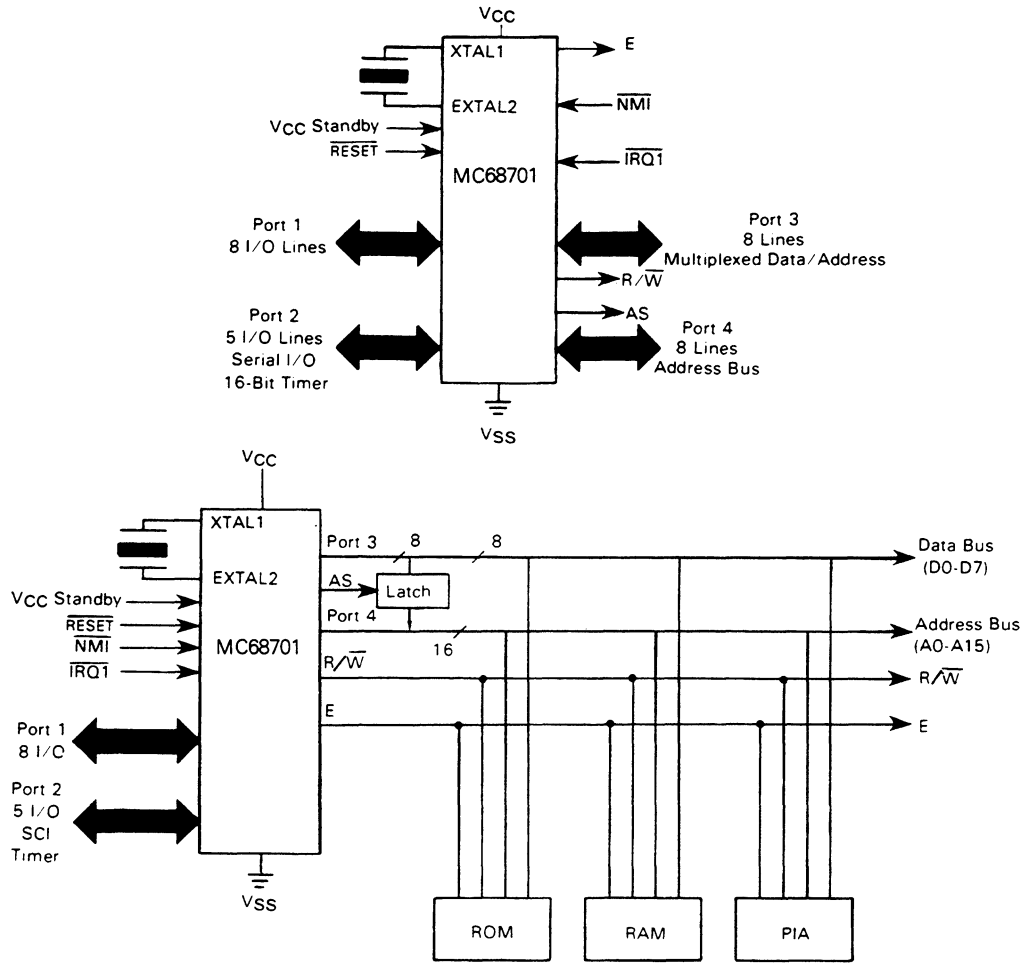 VCC
XTAL1
E
EXTAL2
NMI
VCC Standby
RESET
IRQ1
MC68701
Port 1
8 I/O Lines
Port 3
8 Lines
Multiplexed Data/Address
R/W
AS
Port 2
5 I/O Lines
Serial I/O
16-Bit Timer
Port 4
8 Lines
Address Bus
VSS
VCC
XTAL1
EXTAL2
VCC Standby
RESET
NMI
IRQ1
MC68701
Port 3
8
8
AS
Latch
Port 4
16
R/W
E
Data Bus
(D0-D7)
Address Bus
(A0-A15)
R/W
E
Port 1
8 I/O
Port 2
5 I/O
SCI
Timer
VSS
ROM
RAM
PIA